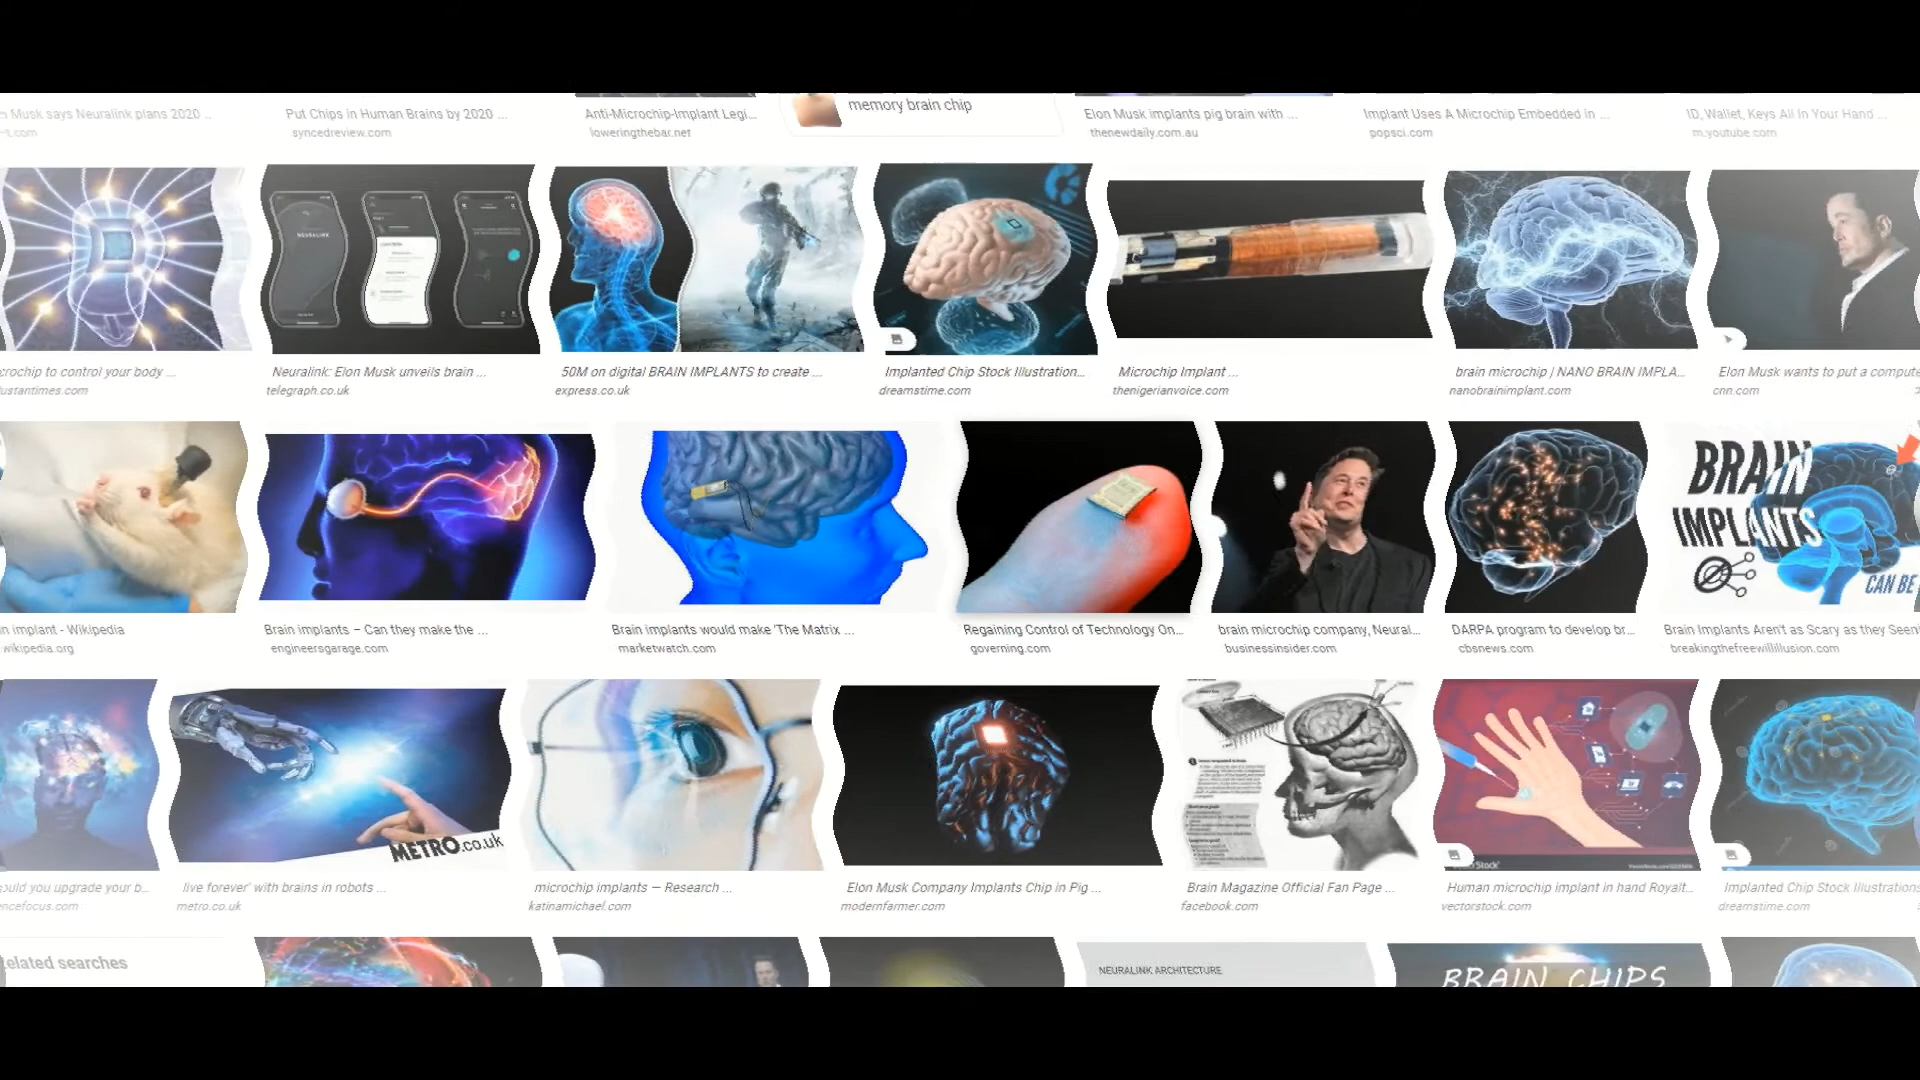 Musk says Neuralink plans 2020 ...
Put Chips in Human Brains by 2020 ...
syncedreview.com
Anti-Microchip-Implant Legi...
loweringthebar.net
memory brain chip
Elon Musk implants pig brain with ...
thenewdaily.com.au
Implant Uses A Microchip Embedded in ...
popsci.com
ID, Wallet, Keys All In Your Hand ...
m.youtube.com
NEURALINK
crochip to control your body ...
ustantimes.com
Neuralink: Elon Musk unveils brain ...
telegraph.co.uk
50M on digital BRAIN IMPLANTS to create ...
express.co.uk
Implanted Chip Stock Illustration...
dreamstime.com
Microchip Implant ...
thenigerianvoice.com
brain microchip | NANO BRAIN IMPLA...
nanobrainimplant.com
Elon Musk wants to put a compute
cnn.com
BRAIN
IMPLANTS
CAN BE
n implant - Wikipedia
wikipedia.org
Brain implants – Can they make the ...
engineersgarage.com
Brain implants would make 'The Matrix ...
marketwatch.com
Regaining Control of Technology On...
governing.com
brain microchip company, Neural...
businessinsider.com
DARPA program to develop br...
cbsnews.com
Brain Implants Aren't as Scary as they Seem
breakingthefreewillillusion.com
METRO.co.uk
ould you upgrade your b...
ncefocus.com
live forever' with brains in robots ...
metro.co.uk
microchip implants — Research ...
katinamichael.com
Elon Musk Company Implants Chip in Pig ...
modernfarmer.com
Brain Magazine Official Fan Page ...
facebook.com
Human microchip implant in hand Royalt...
vectorstock.com
Implanted Chip Stock Illustrations
dreamstime.com
elated searches
NEURALINK ARCHITECTURE
BRAIN CHIPS